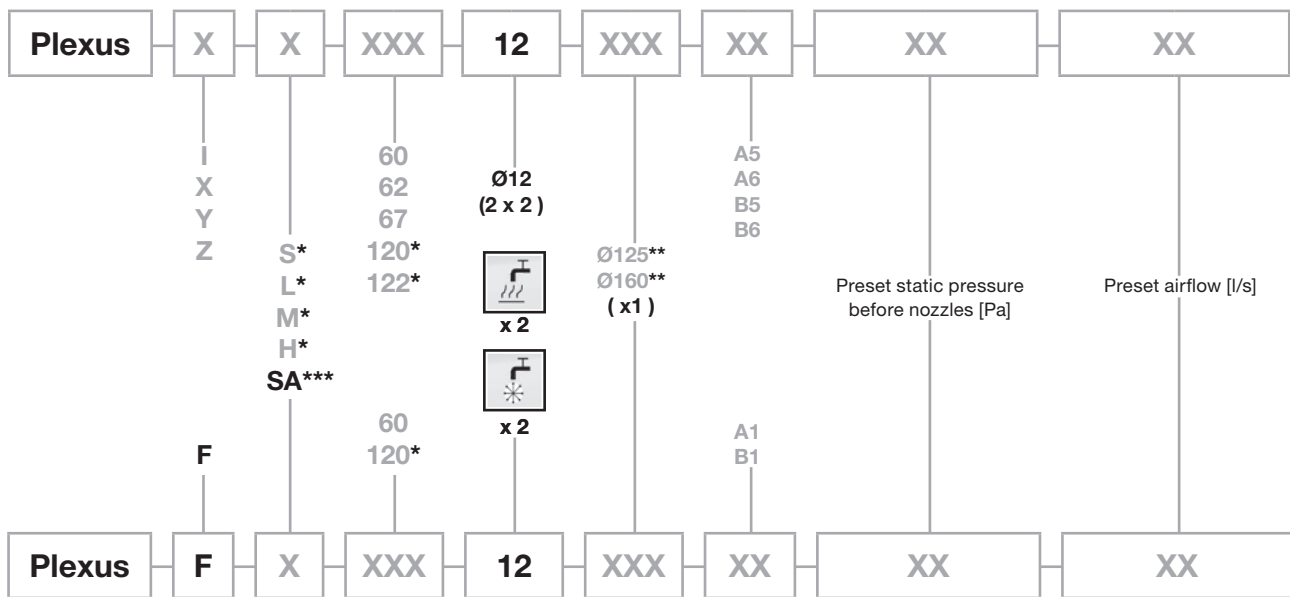 Plexus X X XXX 12 XXX XX XX XX
I
X
Y
Z
S*
L*
M*
H*
SA***
60
62
67
120*
122*
Ø12
(2 x 2 )
x 2
x 2
Ø125**
Ø160**
( x1 )
A5
A6
B5
B6
Preset static pressure
before nozzles [Pa]
Preset airflow [l/s]
F
60
120*
A1
B1
Plexus F X XXX 12 XXX XX XX XX